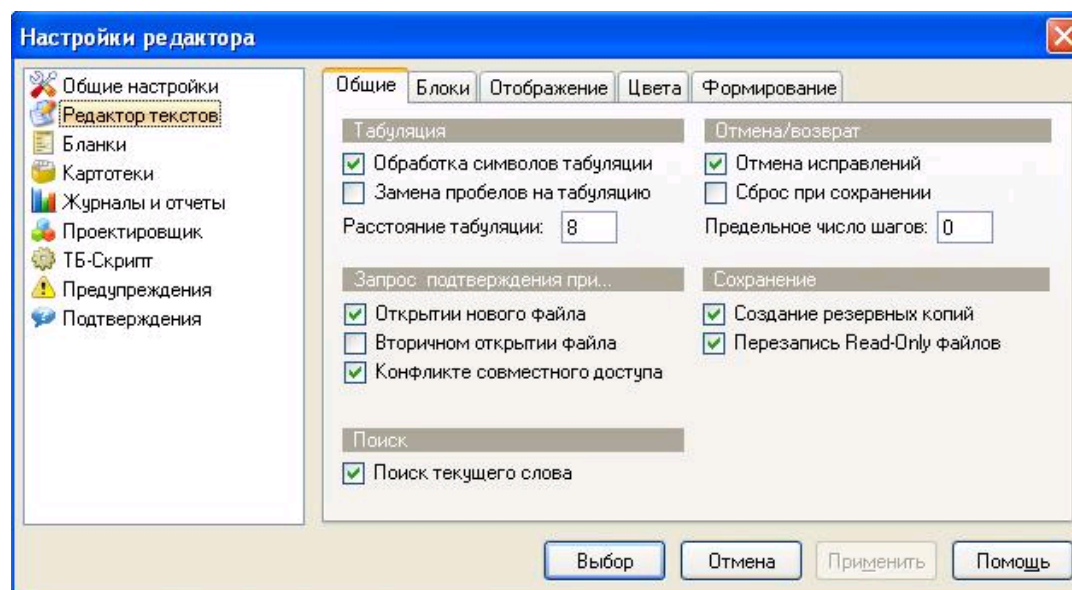 Настройки редактора
Общие настройки
Редактор текстов
Бланки
Картотеки
Журналы и отчеты
Проектировщик
ТБ-Скрипт
Предупреждения
Подтверждения
Общие Блоки Отображение Цвета Формирование
Табуляция
Обработка символов табуляции
Замена пробелов на табуляцию
Расстояние табуляции: 8
Отмена/возврат
Отмена исправлений
Сброс при сохранении
Предельное число шагов: 0
Запрос подтверждения при...
Открытии нового файла
Вторичном открытии файла
Конфликте совместного доступа
Сохранение
Создание резервных копий
Перезапись Read-Only файлов
Поиск
Поиск текущего слова
Выбор Отмена Применить Помощь